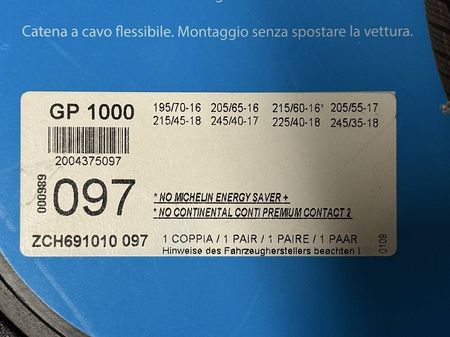 Catena a cavo flessibile. Montaggio senza spostare la vettura.
GP 1000
195/70-16 205/65-16 215/60-16* 205/55-17
215/45-18 245/40-17 225/40-18 245/35-18
2004375097
000989
097
* NO MICHELIN ENERGY SAVER +
* NO CONTINENTAL CONTI PREMIUM CONTACT 2
ZCH691010 097
1 COPPIA / 1 PAIR / 1 PAIRE / 1 PAAR
Hinweise des Fahrzeugherstellers beachten !
0109